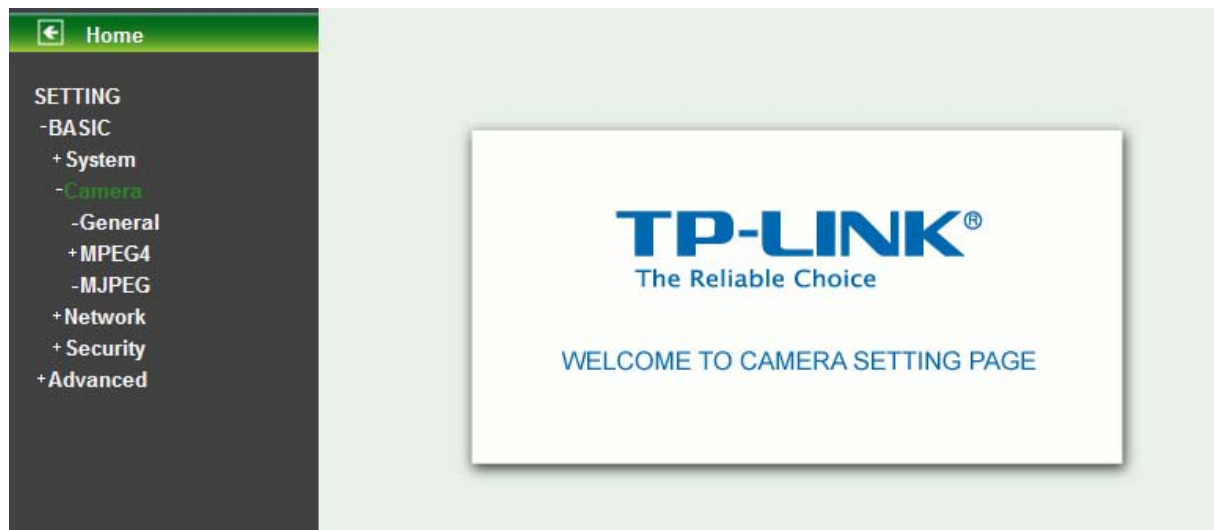 Home
SETTING
-BASIC
+System
-Camera
-General
+MPEG4
-MJPEG
+Network
+Security
+Advanced
TP-LINK®
The Reliable Choice
WELCOME TO CAMERA SETTING PAGE